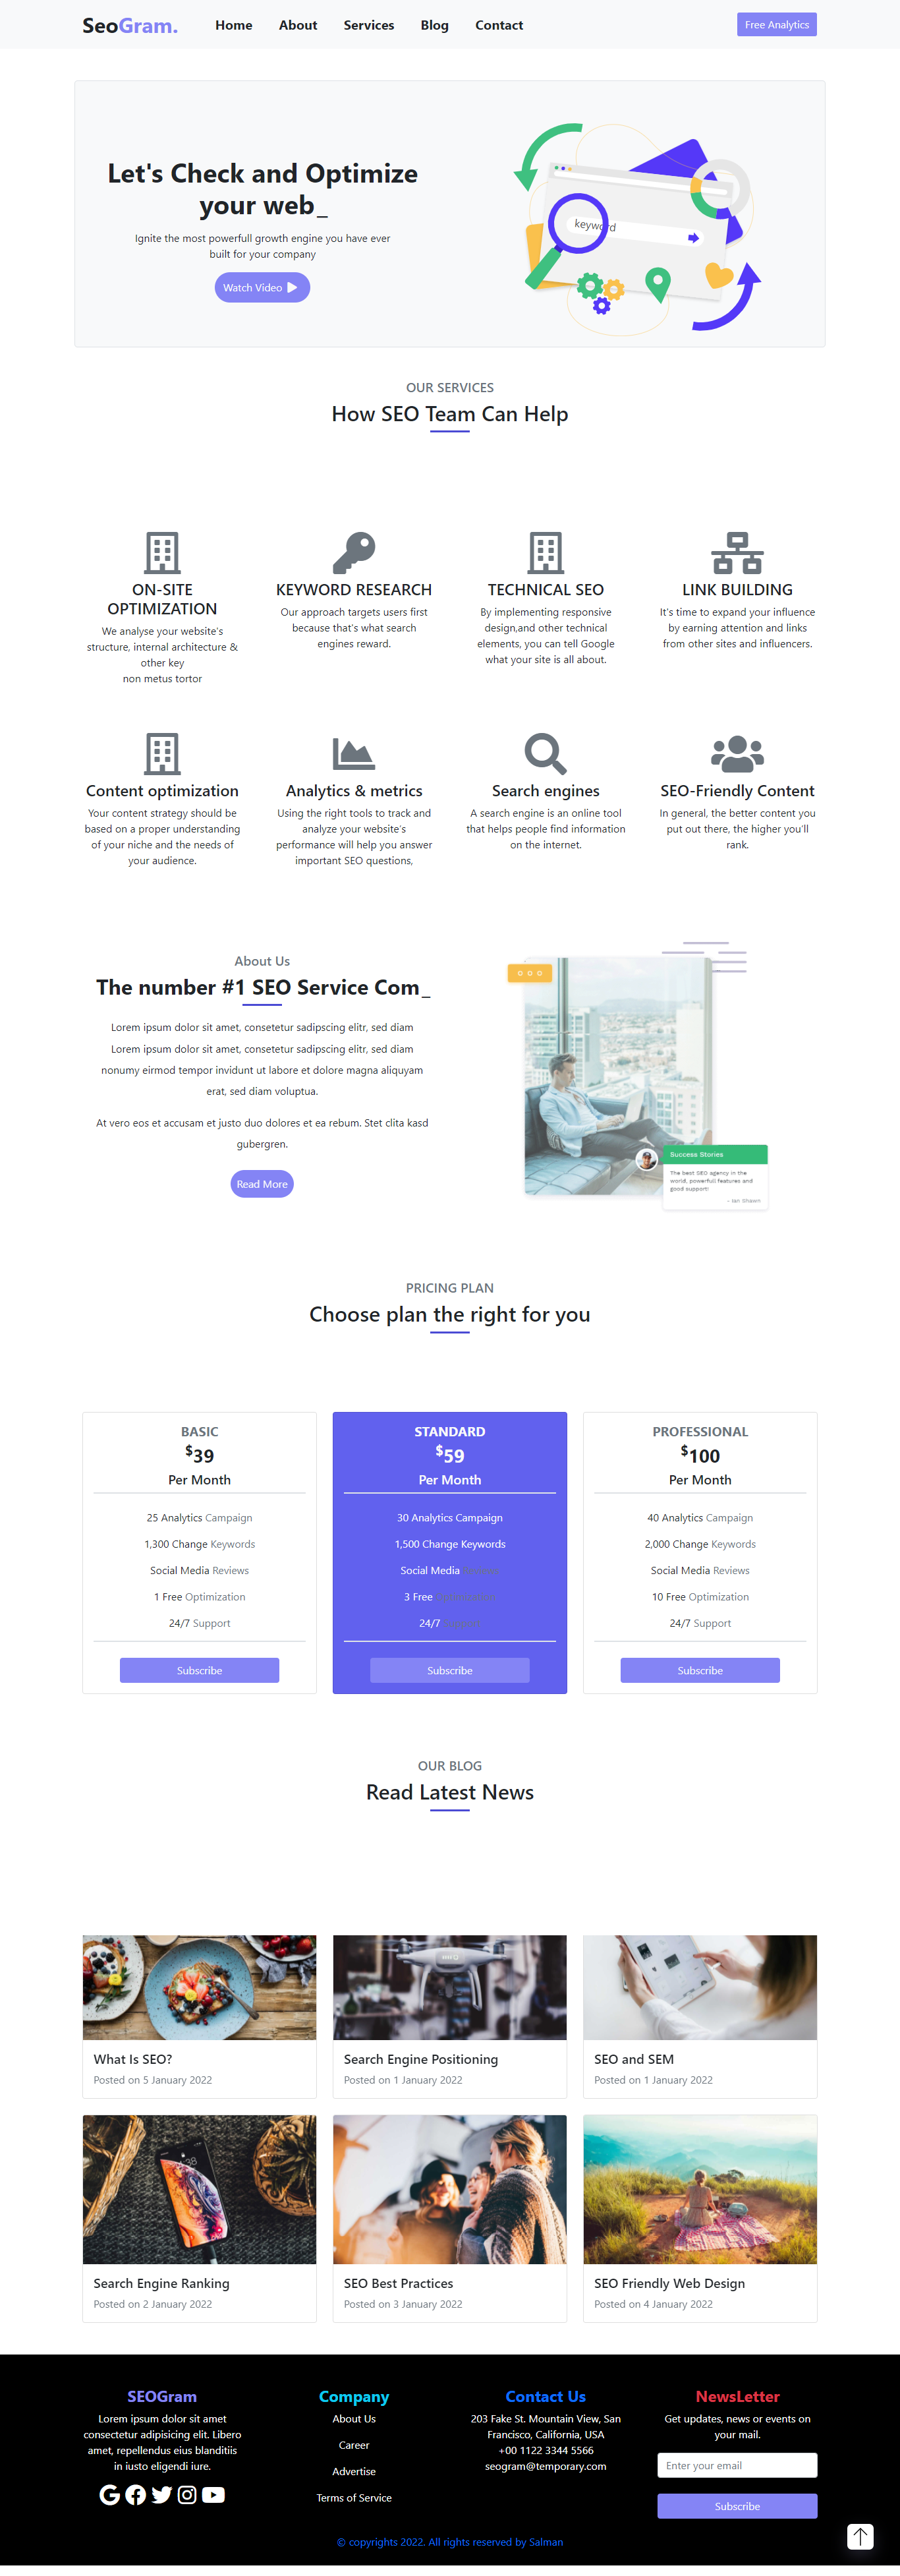 SeoGram.
Home
About
Services
Blog
Contact
Free Analytics
Let's Check and Optimize
your web_
Ignite the most powerfull growth engine you have ever
built for your company
Watch Video
keyword
OUR SERVICES
How SEO Team Can Help
ON-SITE
OPTIMIZATION
We analyse your website's
structure, internal architecture &
other key
non metus tortor
KEYWORD RESEARCH
Our approach targets users first
because that's what search
engines reward.
TECHNICAL SEO
By implementing responsive
design,and other technical
elements, you can tell Google
what your site is all about.
LINK BUILDING
It's time to expand your influence
by earning attention and links
from other sites and influencers.
Content optimization
Your content strategy should be
based on a proper understanding
of your niche and the needs of
your audience.
Analytics & metrics
Using the right tools to track and
analyze your website's
performance will help you answer
important SEO questions,
Search engines
A search engine is an online tool
that helps people find information
on the internet.
SEO-Friendly Content
In general, the better content you
put out there, the higher you'll
rank.
About Us
The number #1 SEO Service Com_
Lorem ipsum dolor sit amet, consetetur sadipscing elitr, sed diam
Lorem ipsum dolor sit amet, consetetur sadipscing elitr, sed diam
nonumy eirmod tempor invidunt ut labore et dolore magna aliquyam
erat, sed diam voluptua.
At vero eos et accusam et justo duo dolores et ea rebum. Stet clita kasd
gubergren.
Read More
Success Stories
The best SEO agency in the
world, powerfull features and
good support!
- Ian Shawn
PRICING PLAN
Choose plan the right for you
BASIC
$39
Per Month
25 Analytics Campaign
1,300 Change Keywords
Social Media Reviews
1 Free Optimization
24/7 Support
Subscribe
STANDARD
$59
Per Month
30 Analytics Campaign
1,500 Change Keywords
Social Media Reviews
3 Free Optimization
24/7 Support
Subscribe
PROFESSIONAL
$100
Per Month
40 Analytics Campaign
2,000 Change Keywords
Social Media Reviews
10 Free Optimization
24/7 Support
Subscribe
OUR BLOG
Read Latest News
What Is SEO?
Posted on 5 January 2022
Search Engine Positioning
Posted on 1 January 2022
SEO and SEM
Posted on 1 January 2022
Search Engine Ranking
Posted on 2 January 2022
SEO Best Practices
Posted on 3 January 2022
SEO Friendly Web Design
Posted on 4 January 2022
SEOGram
Lorem ipsum dolor sit amet
consectetur adipisicing elit. Libero
amet, repellendus eius blanditiis
in iusto eligendi iure.
Company
About Us
Career
Advertise
Terms of Service
Contact Us
203 Fake St. Mountain View, San
Francisco, California, USA
+00 1122 3344 5566
seogram@temporary.com
NewsLetter
Get updates, news or events on
your mail.
Enter your email
Subscribe
© copyrights 2022. All rights reserved by Salman